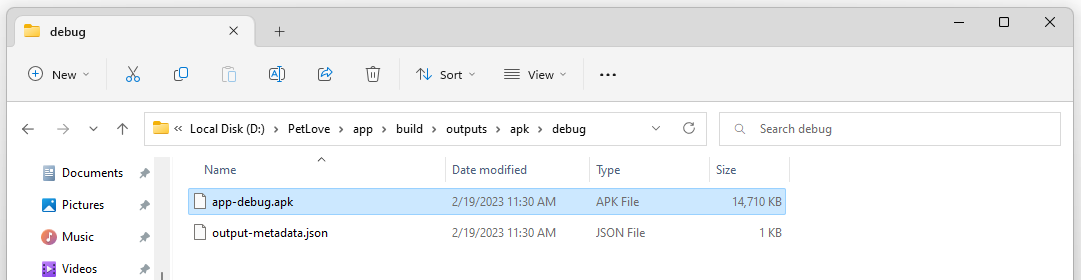 debug
New
Sort
View
« Local Disk (D:) > PetLove > app > build > outputs > apk > debug
Search debug
Documents
Pictures
Music
Videos
Name Date modified Type Size
app-debug.apk 2/19/2023 11:30 AM APK File 14,710 KB
output-metadata.json 2/19/2023 11:30 AM JSON File 1 KB